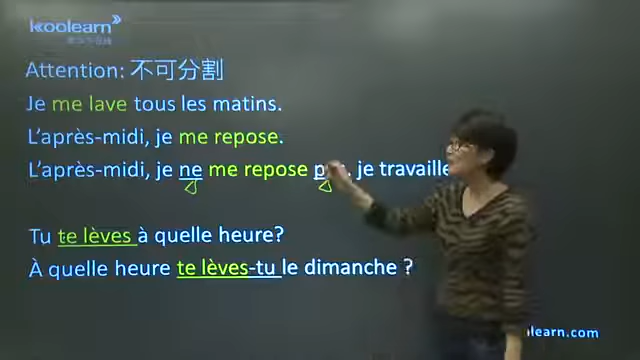 koolearn
Attention: 不可分割
Je me lave tous les matins.
L'après-midi, je me repose.
L'après-midi, je ne me repose je travaille
Tu te lèves à quelle heure?
À quelle heure te lèves-tu le dimanche ?
learn.com